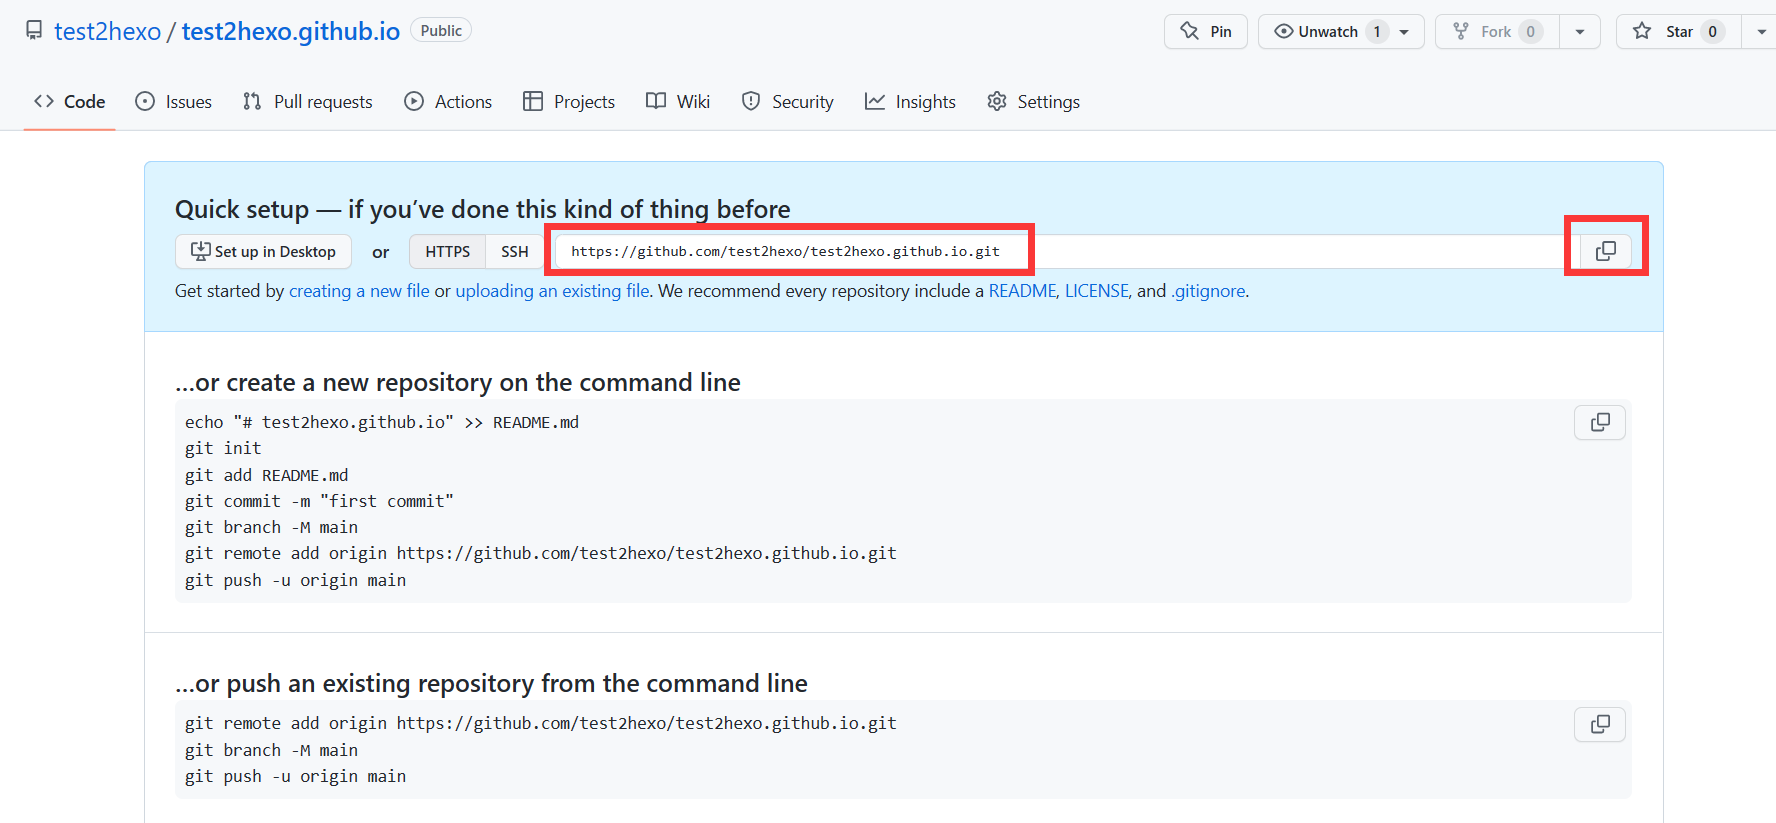 test2hexo / test2hexo.github.io Public
Pin Unwatch 1 Fork 0 Star 0
Code Issues Pull requests Actions Projects Wiki Security Insights Settings
Quick setup — if you’ve done this kind of thing before
Set up in Desktop or HTTPS SSH https://github.com/test2hexo/test2hexo.github.io.git
Get started by creating a new file or uploading an existing file. We recommend every repository include a README, LICENSE, and .gitignore.
…or create a new repository on the command line
echo "# test2hexo.github.io" >> README.md
git init
git add README.md
git commit -m "first commit"
git branch -M main
git remote add origin https://github.com/test2hexo/test2hexo.github.io.git
git push -u origin main
…or push an existing repository from the command line
git remote add origin https://github.com/test2hexo/test2hexo.github.io.git
git branch -M main
git push -u origin main